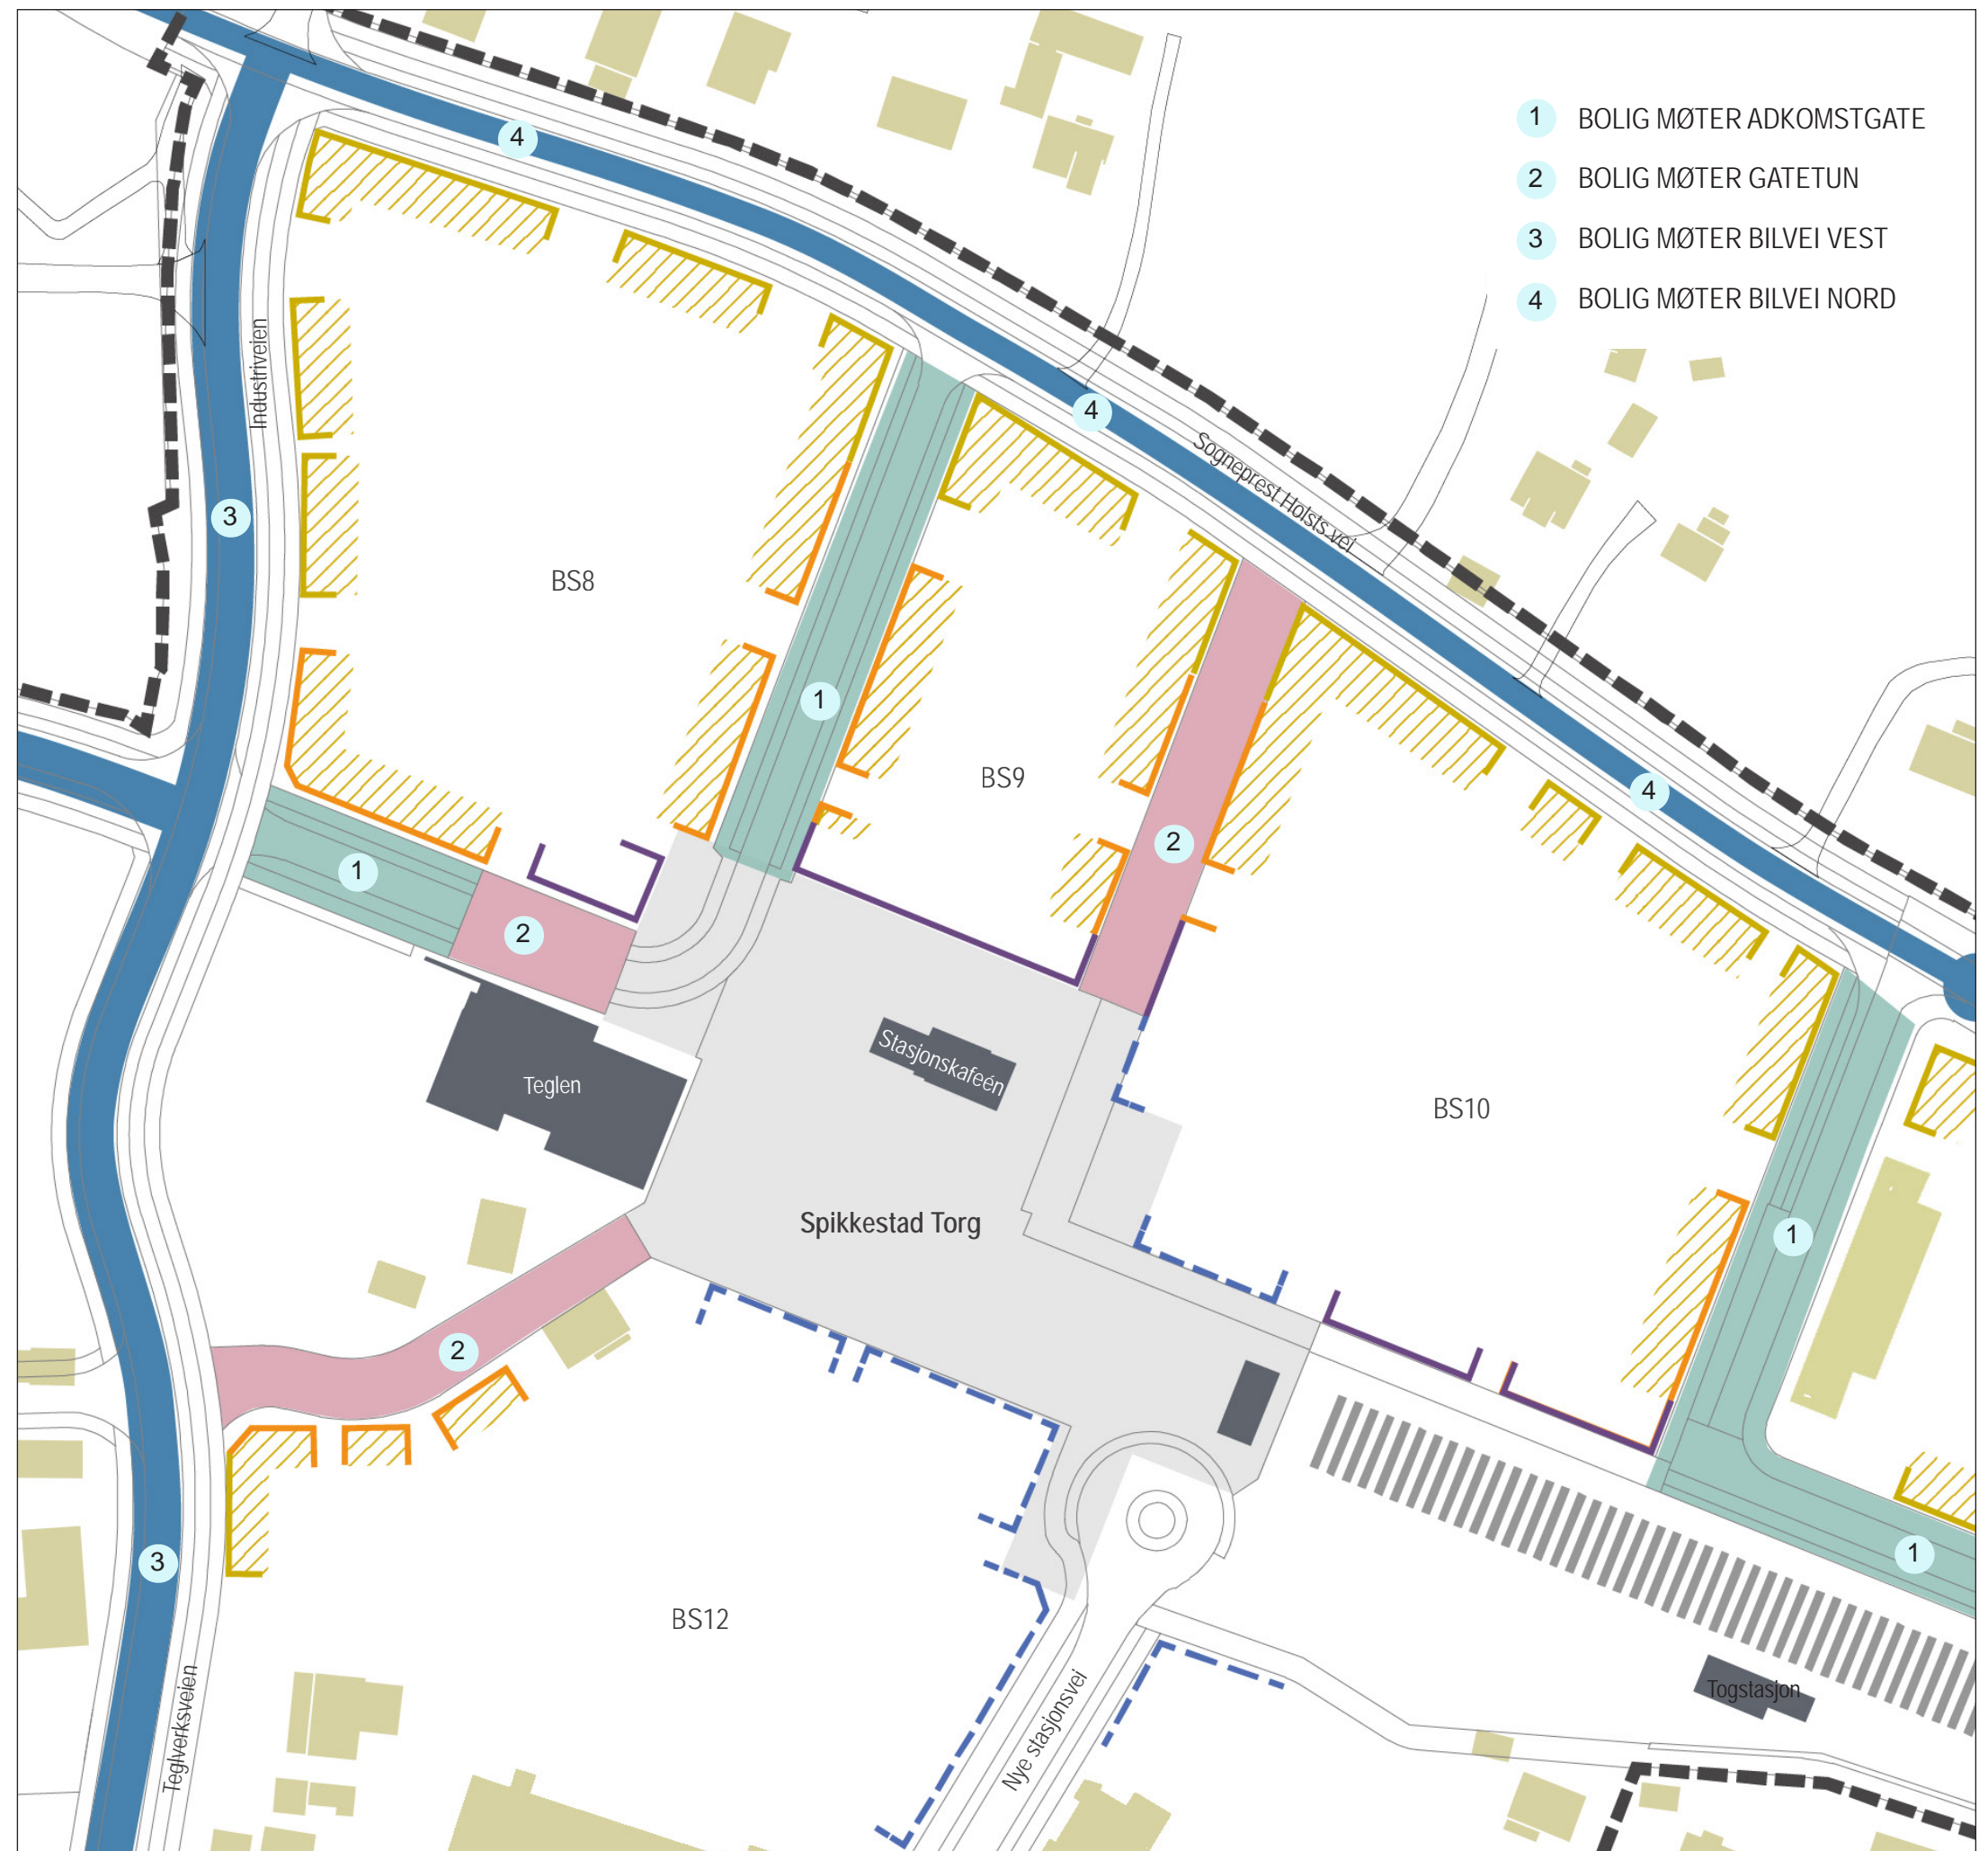 1 BOLIG MØTER ADKOMSTGATE
2 BOLIG MØTER GATETUN
3 BOLIG MØTER BILVEI VEST
4 BOLIG MØTER BILVEI NORD
4
Industriveien
4
Sogneprest Holsts vei
3
BS8
1
BS9
4
2
1
2
Stasjonskafeén
Teglen
BS10
Spikkestad Torg
1
2
1
3
BS12
Teglverksveien
Nye stasjonsvei
Togstasjon